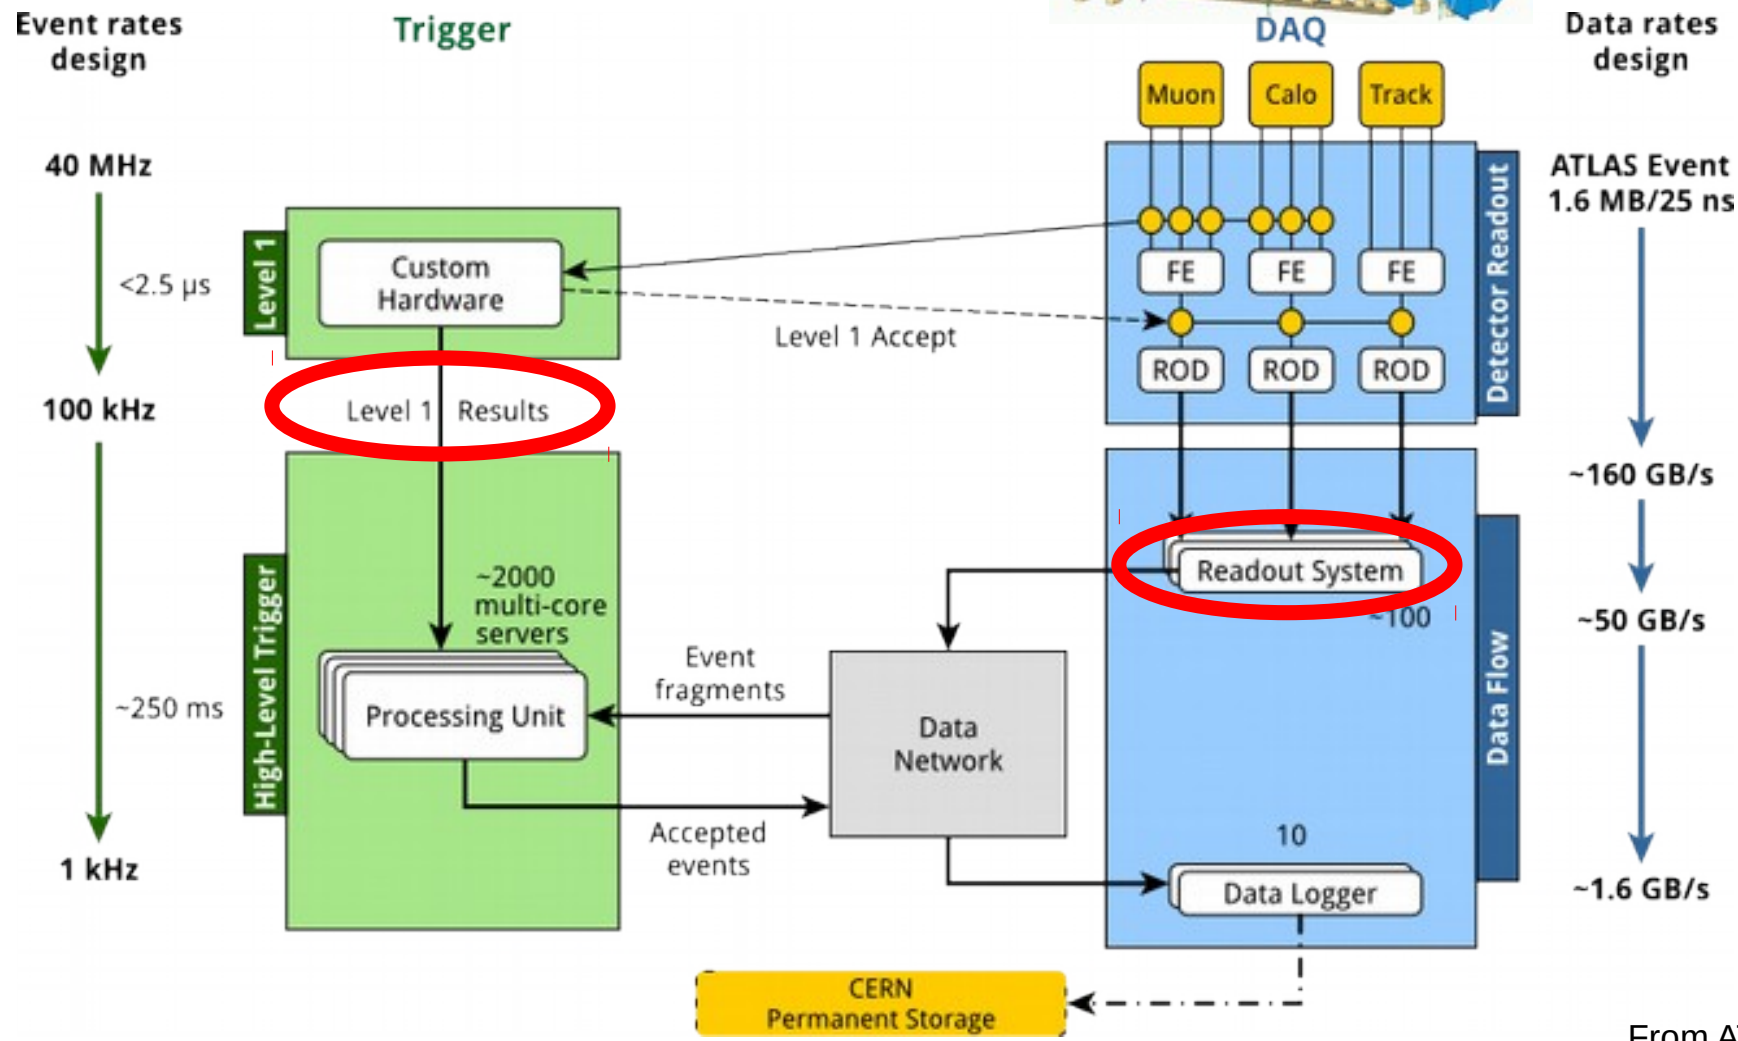 Event rates
design
Trigger
DAQ
Data rates
design
Muon
Calo
Track
40 MHz
ATLAS Event
1.6 MB/25 ns
Level 1
<2.5 µs
Custom
Hardware
FE
FE
FE
Level 1 Accept
ROD
ROD
ROD
Detector Readout
100 kHz
Level 1 Results
~160 GB/s
Readout System
~100
~50 GB/s
High-Level Trigger
~2000
multi-core
servers
~250 ms
Processing Unit
Event
fragments
Data
Network
Data Flow
Accepted
events
10
1 kHz
Data Logger
~1.6 GB/s
CERN
Permanent Storage
From